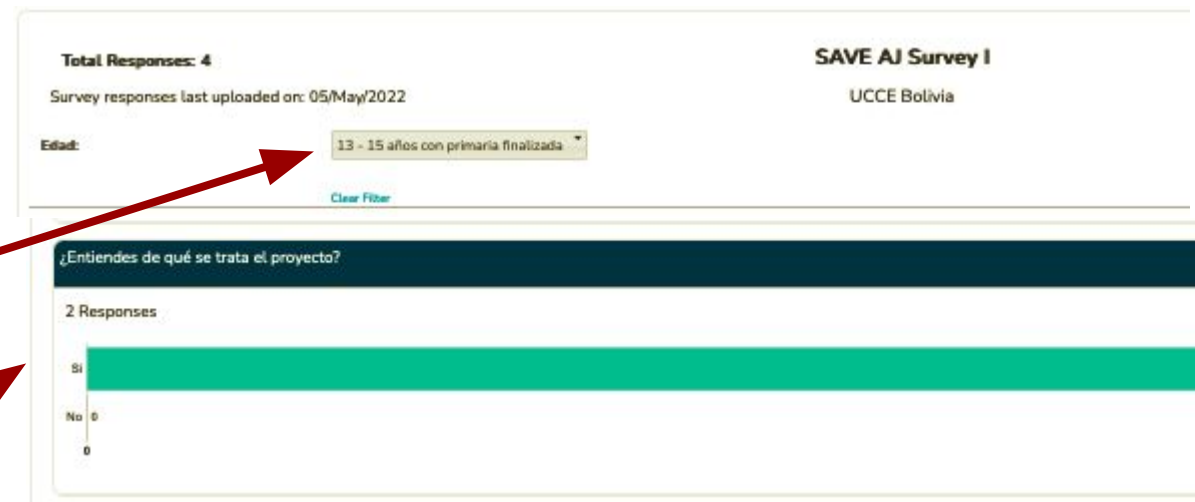 Total Responses: 4
SAVE AJ Survey I
Survey responses last uploaded on: 05/May/2022
UCCE Bolivia
Edad:
13 - 15 años con primaria finalizada
Clear Filter
¿Entiendes de qué se trata el proyecto?
2 Responses
Si
No 0
0